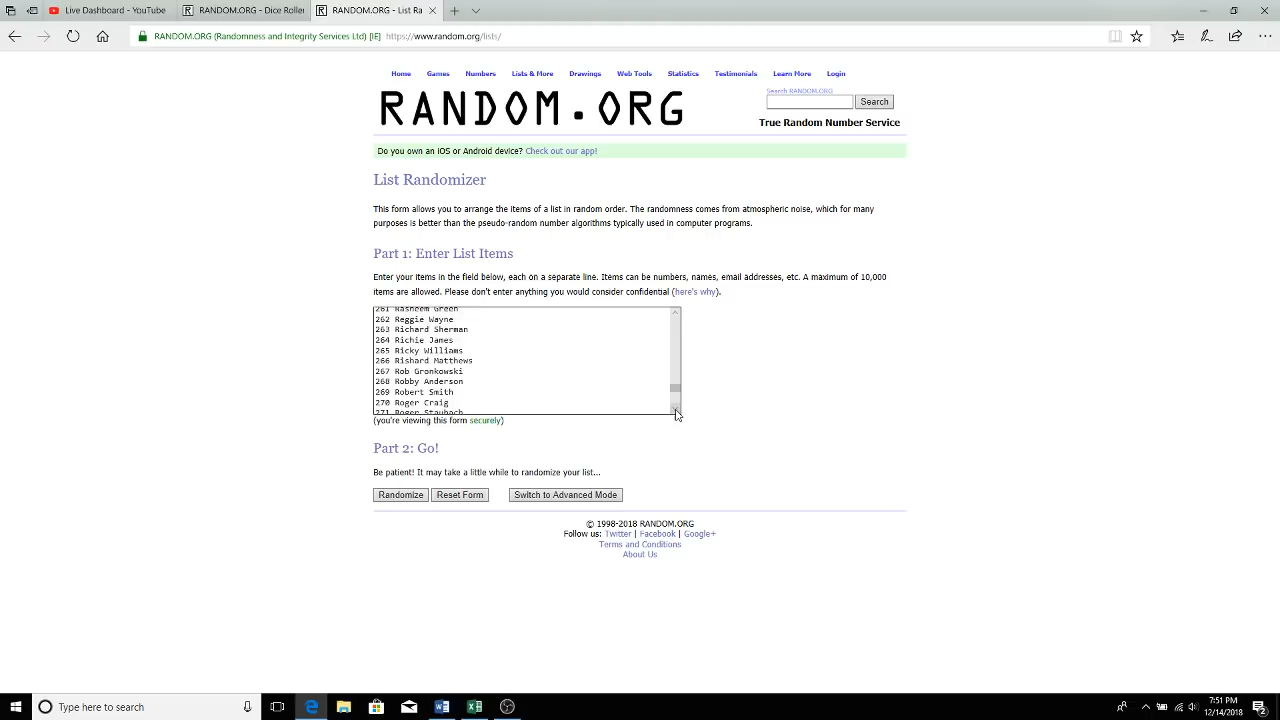 Live Dashboard - YouTube
RANDOM.ORG - Dice Roller
RANDOM.ORG - List Ra
RANDOM.ORG (Randomness and Integrity Services Ltd) [IE] https://www.random.org/lists/
Home Games Numbers Lists & More Drawings Web Tools Statistics Testimonials Learn More Login
RANDOM.ORG
Search RANDOM.ORG
Search
True Random Number Service
Do you own an iOS or Android device? Check out our app!
List Randomizer
This form allows you to arrange the items of a list in random order. The randomness comes from atmospheric noise, which for many
purposes is better than the pseudo-random number algorithms typically used in computer programs.
Part 1: Enter List Items
Enter your items in the field below, each on a separate line. Items can be numbers, names, email addresses, etc. A maximum of 10,000
items are allowed. Please don't enter anything you would consider confidential (here's why).
261 Rasheem Green
262 Reggie Wayne
263 Richard Sherman
264 Richie James
265 Ricky Williams
266 Rishard Matthews
267 Rob Gronkowski
268 Robby Anderson
269 Robert Smith
270 Roger Craig
271 Roger Staubach
(you're viewing this form securely)
Part 2: Go!
Be patient! It may take a little while to randomize your list...
Randomize Reset Form Switch to Advanced Mode
© 1998-2018 RANDOM.ORG
Follow us: Twitter | Facebook | Google+
Terms and Conditions
About Us
Type here to search
7:51 PM
12/14/2018